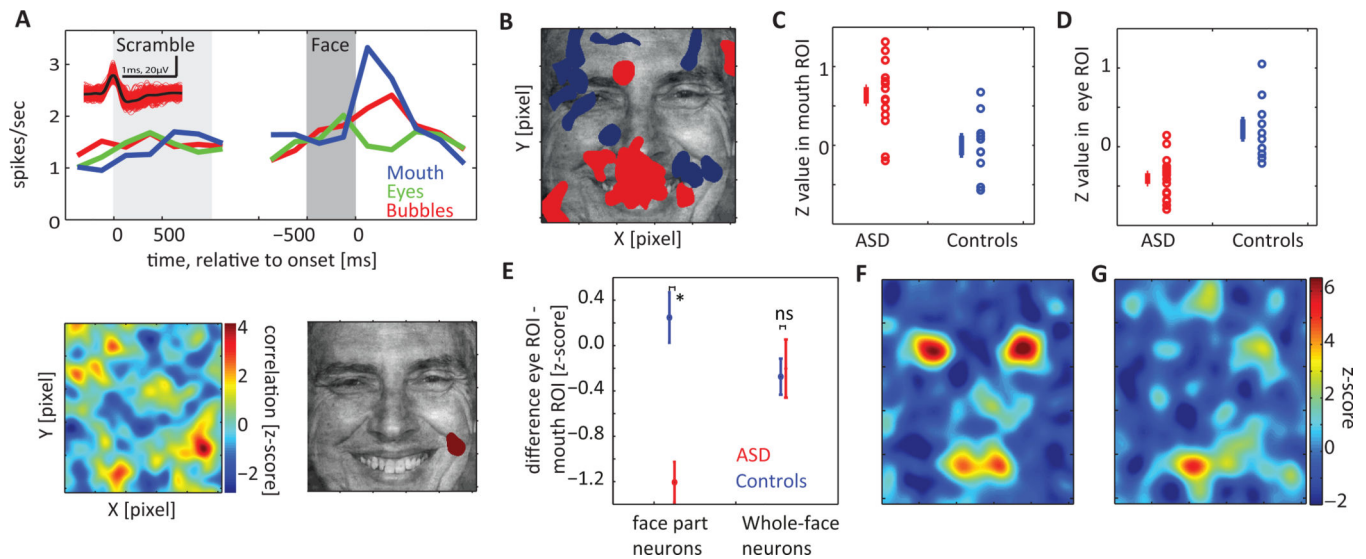 A
Scramble
Face
1ms, 20µV
spikes/sec
3
2
1
0
Mouth
Eyes
Bubbles
0 500 −500 0
time, relative to onset [ms]
B
Y [pixel]
X [pixel]
C
Z value in mouth ROI
1
0
ASD Controls
D
Z value in eye ROI
1
0
ASD Controls
Y [pixel]
X [pixel]
4
2
0
−2
correlation [z-score]
E
difference eye ROI -
mouth ROI [z-score]
0.4
0.0
−0.4
−0.8
−1.2
*
ns
ASD
Controls
face part
neurons
Whole-face
neurons
F
G
6
4
2
0
−2
z-score